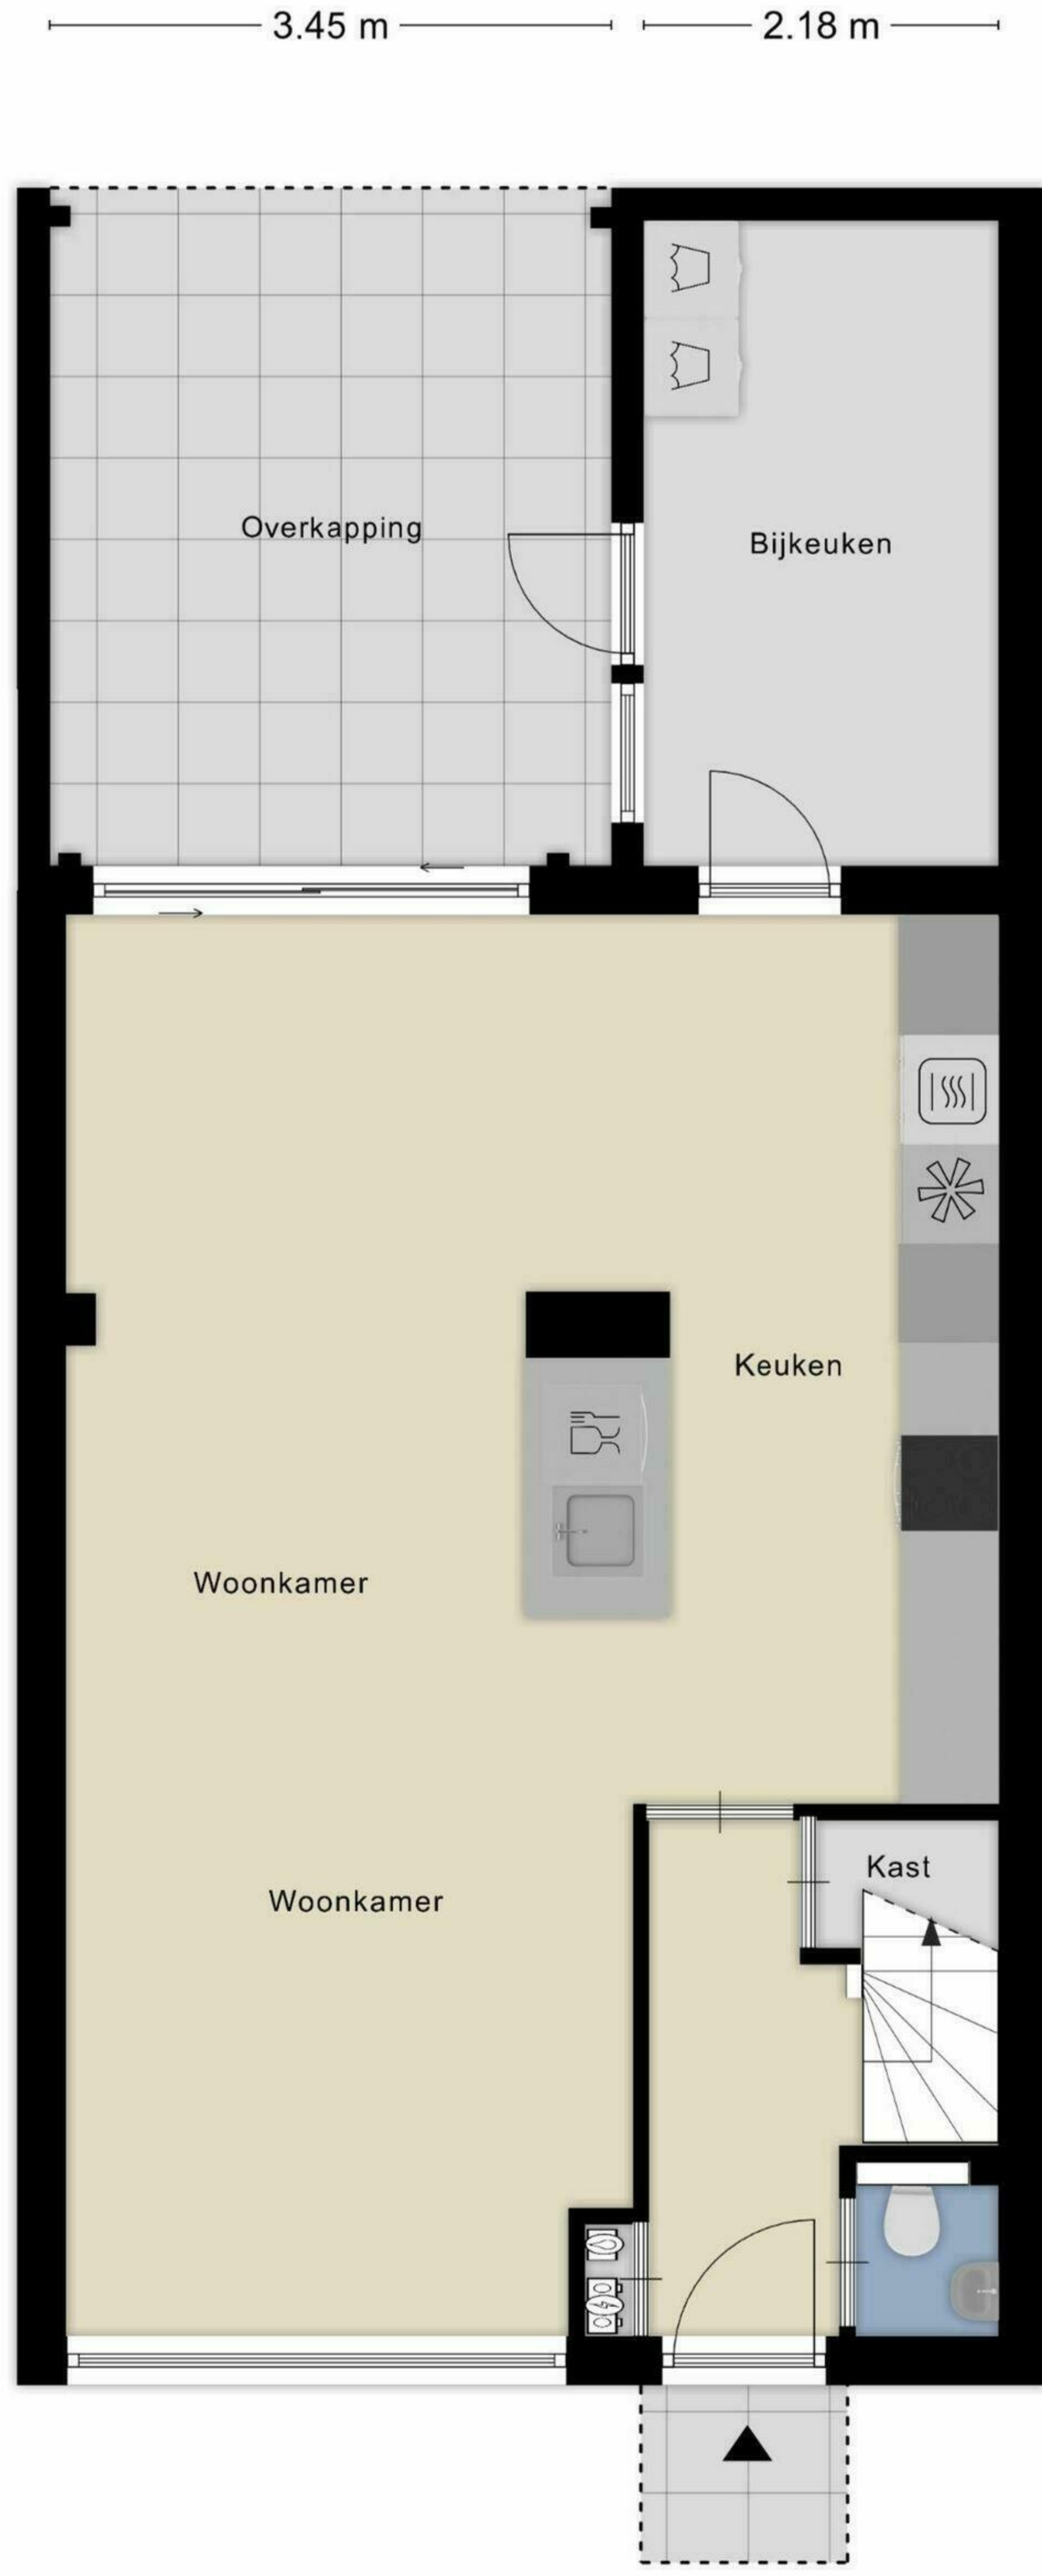 3.45 m
2.18 m
Overkapping
Bijkeuken
Keuken
Woonkamer
Kast
Woonkamer